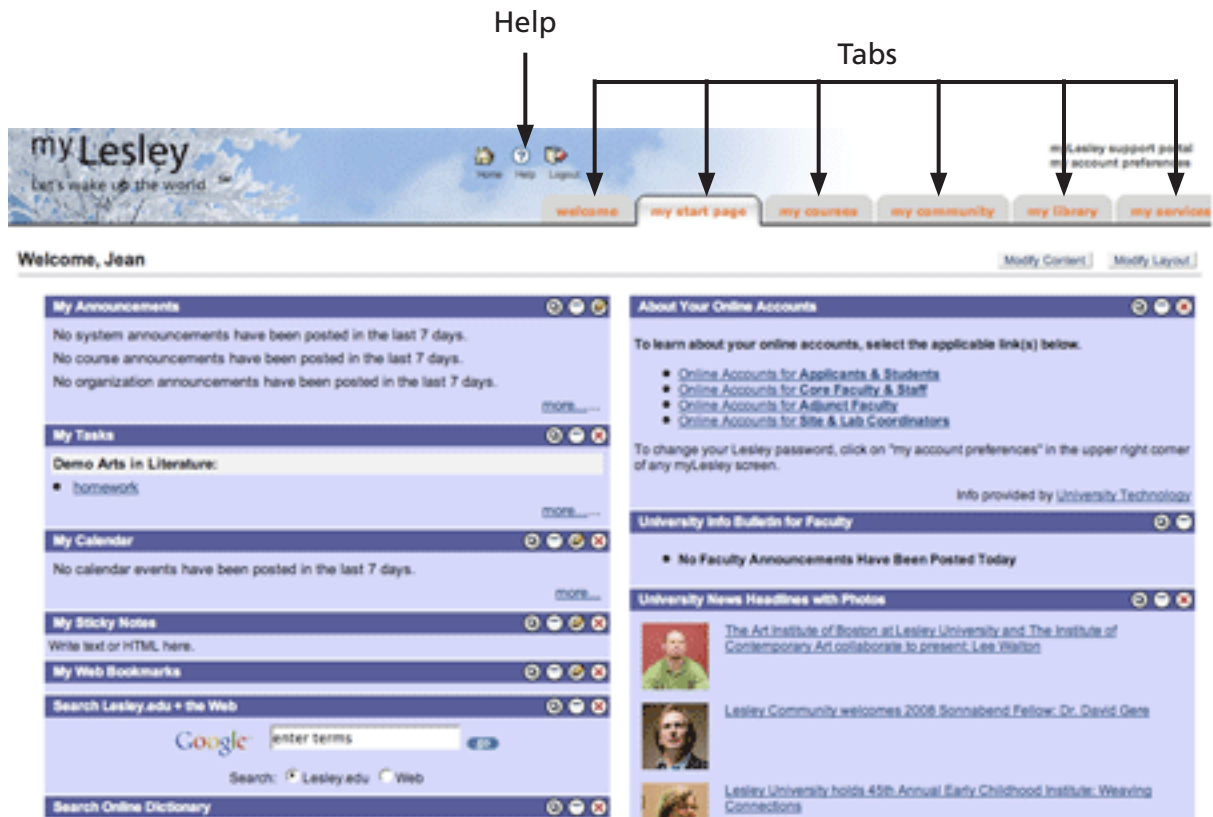 Help
Tabs
my Lesley
Let's wake up the world. SM
Home Help Logout
myLesley support portal
my account preferences
welcome my start page my courses my community my library my services
Welcome, Jean
Modify Content Modify Layout
My Announcements
No system announcements have been posted in the last 7 days.
No course announcements have been posted in the last 7 days.
No organization announcements have been posted in the last 7 days.
more......
My Tasks
Demo Arts in Literature:
homework
more......
My Calendar
No calendar events have been posted in the last 7 days.
more...
My Sticky Notes
Write text or HTML here.
My Web Bookmarks
Search Lesley.edu + the Web
Google enter terms go
Search: Lesley.edu Web
Search Online Dictionary
About Your Online Accounts
To learn about your online accounts, select the applicable link(s) below.
Online Accounts for Applicants & Students
Online Accounts for Core Faculty & Staff
Online Accounts for Adjunct Faculty
Online Accounts for Site & Lab Coordinators
To change your Lesley password, click on "my account preferences" in the upper right corner
of any myLesley screen.
Info provided by University Technology
University Info Bulletin for Faculty
No Faculty Announcements Have Been Posted Today
University News Headlines with Photos
The Art Institute of Boston at Lesley University and The Institute of
Contemporary Art collaborate to present: Lee Walton
Lesley Community welcomes 2008 Sonnabend Fellow: Dr. David Gere
Lesley University holds 45th Annual Early Childhood Institute: Weaving
Connections